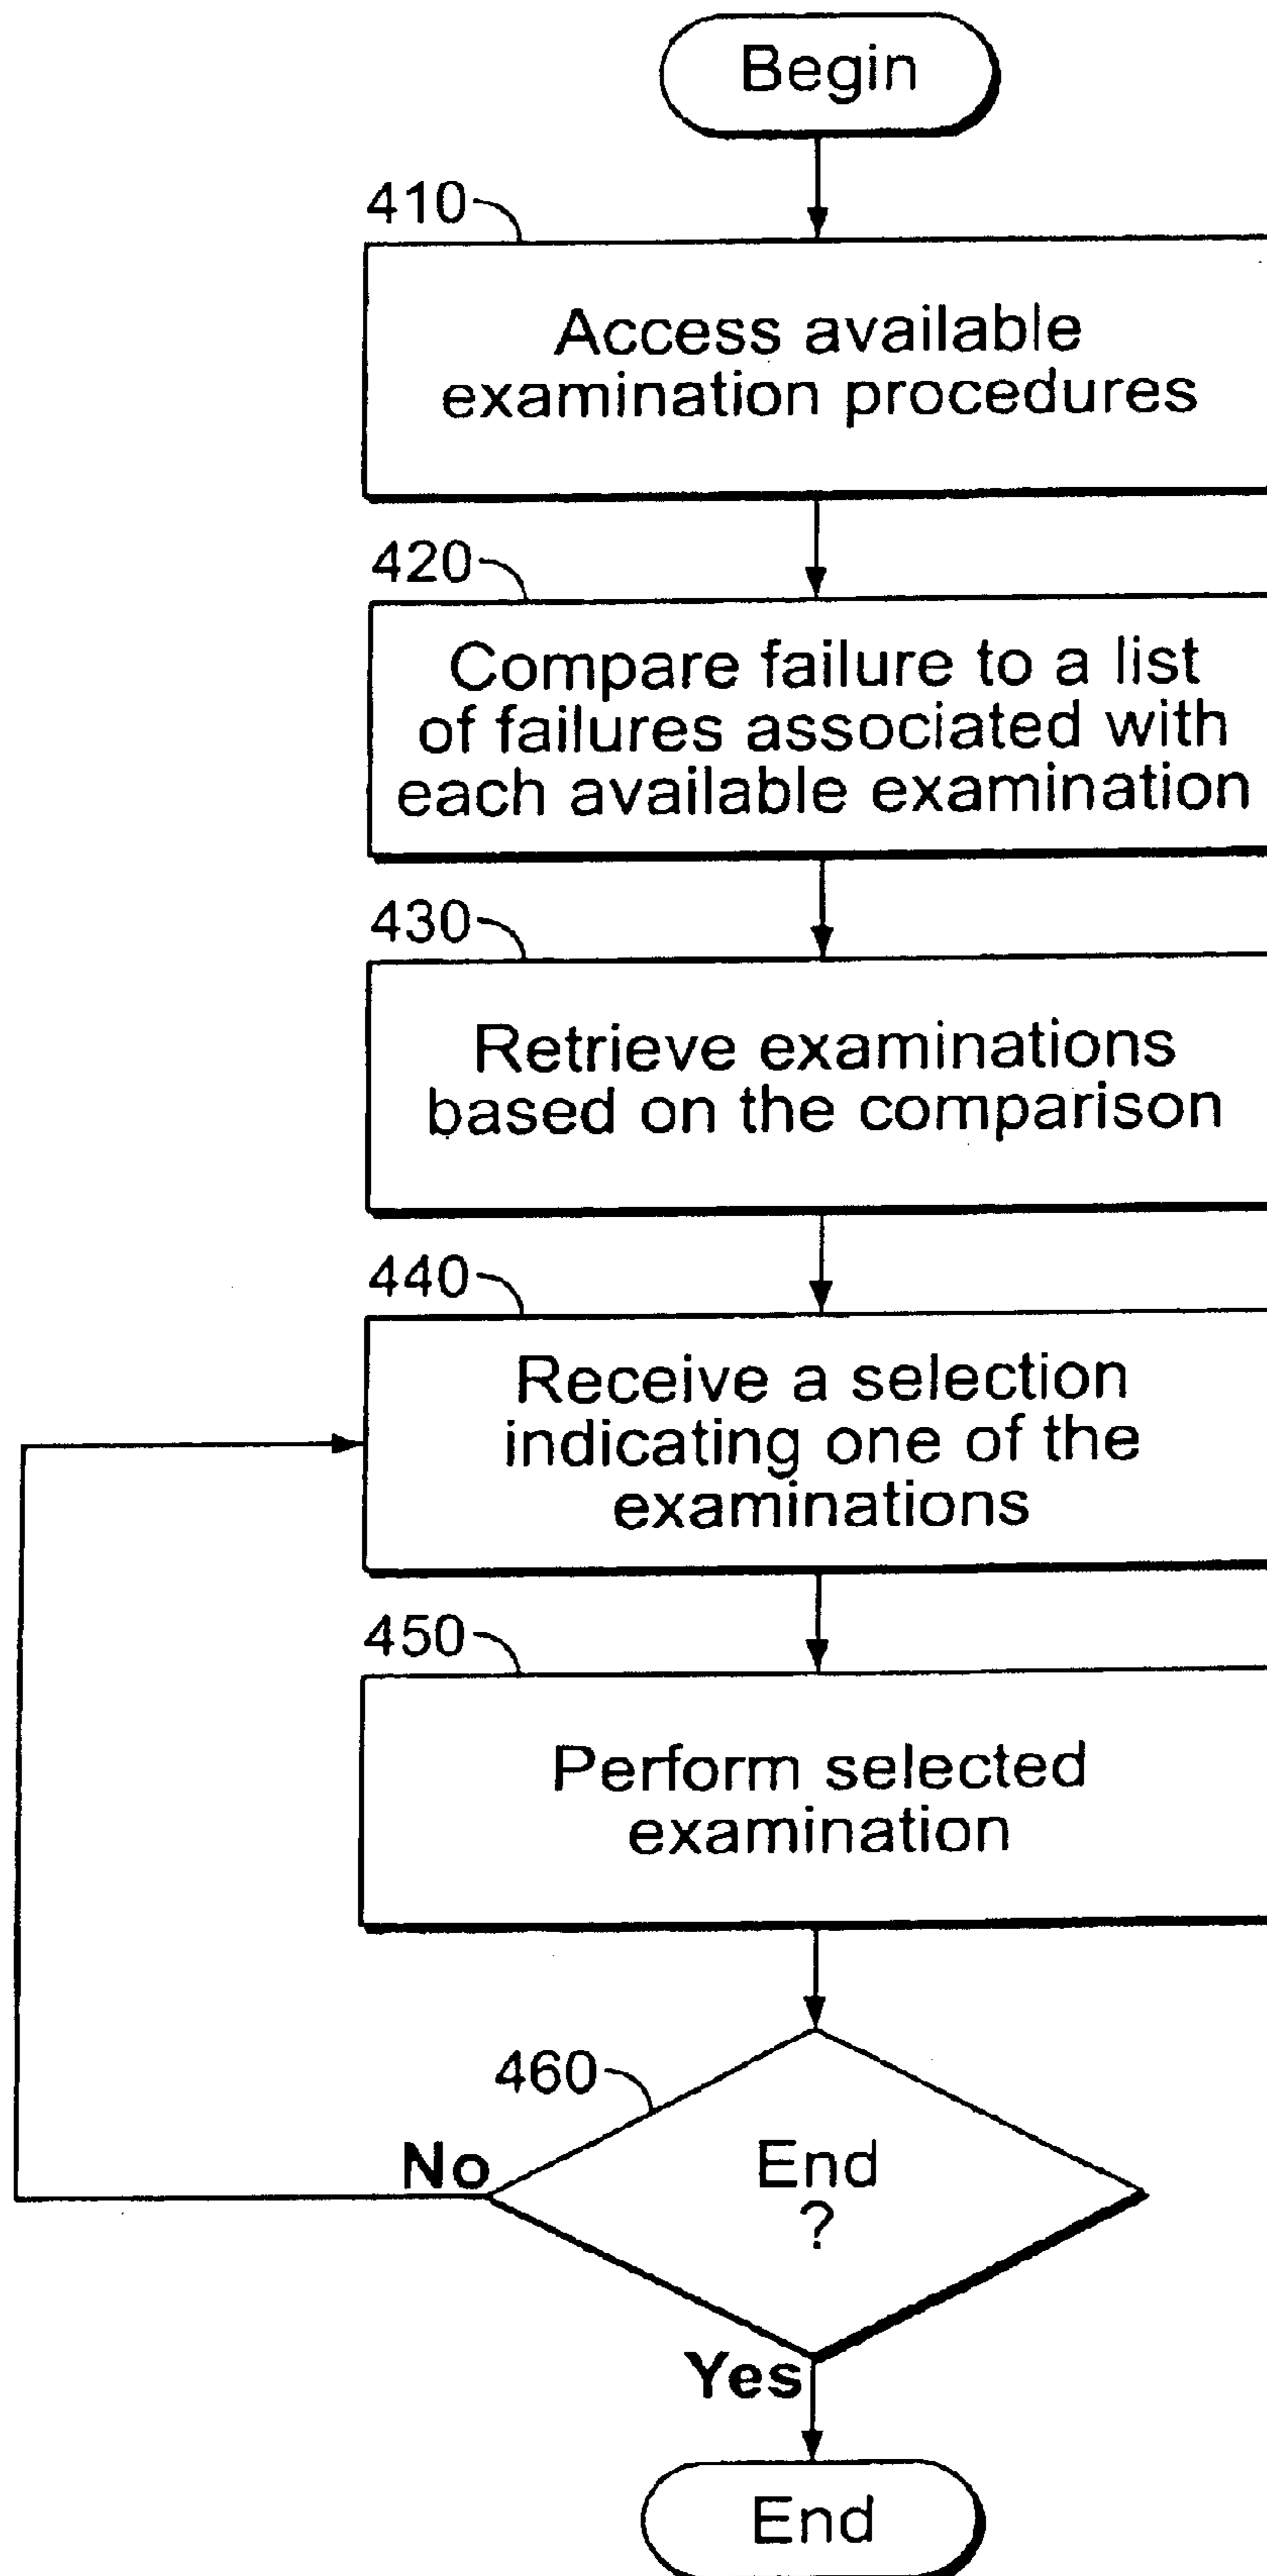 Begin
410
Access available
examination procedures
420
Compare failure to a list
of failures associated with
each available examination
430
Retrieve examinations
based on the comparison
440
Receive a selection
indicating one of the
examinations
450
Perform selected
examination
460
End
?
No
Yes
End